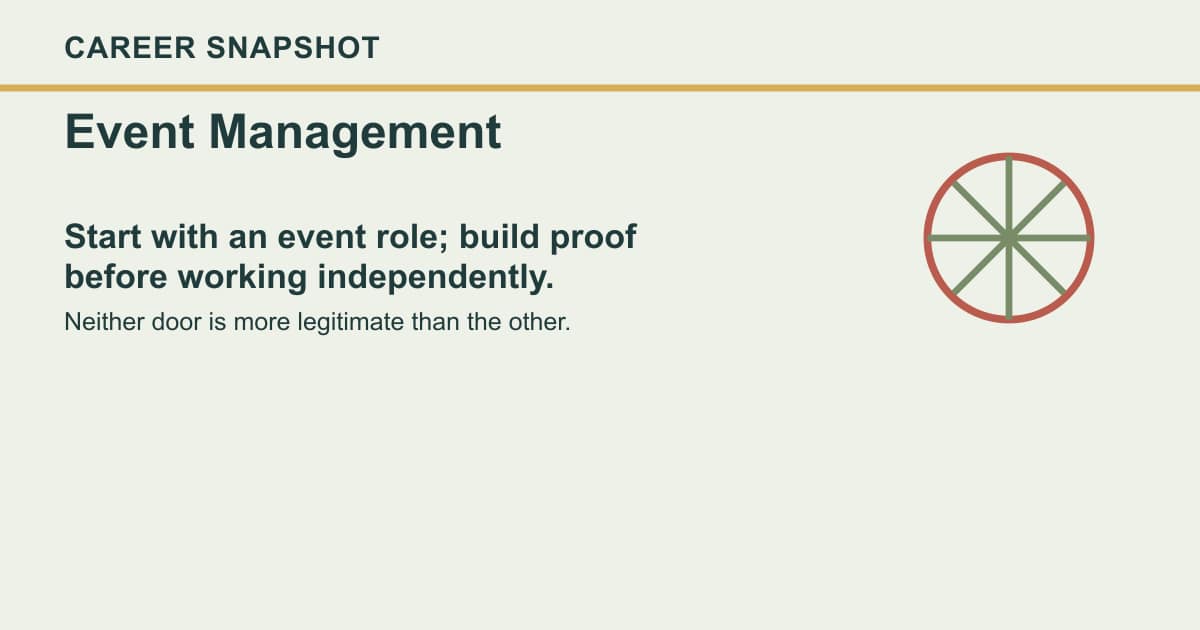 CAREER SNAPSHOT
Event Management
Start with an event role; build proof
before working independently.
Neither door is more legitimate than the other.